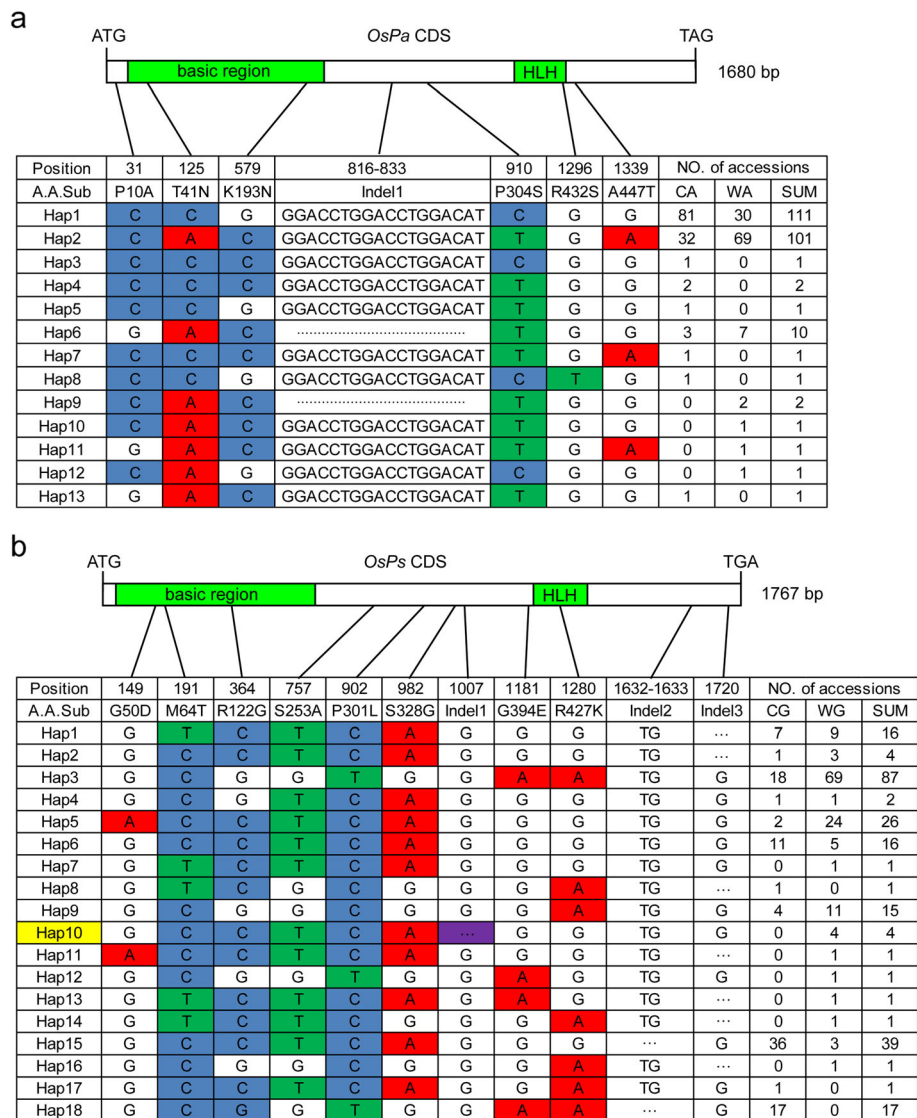 a
ATG OsPa CDS TAG
basic region HLH 1680 bp
Position 31 125 579 816-833 910 1296 1339 NO. of accessions
A.A.Sub P10A T41N K193N Indel1 P304S R432S A447T CA WA SUM
Hap1 C C G GGACCTGGACCTGGACAT C G G 81 30 111
Hap2 C A C GGACCTGGACCTGGACAT T G A 32 69 101
Hap3 C C C GGACCTGGACCTGGACAT C G G 1 0 1
Hap4 C C C GGACCTGGACCTGGACAT T G G 2 0 2
Hap5 C C G GGACCTGGACCTGGACAT T G G 1 0 1
Hap6 G A C ........................................ T G G 3 7 10
Hap7 C C C GGACCTGGACCTGGACAT T G A 1 0 1
Hap8 C C G GGACCTGGACCTGGACAT C T G 1 0 1
Hap9 C A C ........................................ T G G 0 2 2
Hap10 C A C GGACCTGGACCTGGACAT T G G 0 1 1
Hap11 G A C GGACCTGGACCTGGACAT T G A 0 1 1
Hap12 C A G GGACCTGGACCTGGACAT C G G 0 1 1
Hap13 G A C GGACCTGGACCTGGACAT T G G 1 0 1
b
ATG OsPs CDS TGA
basic region HLH 1767 bp
Position 149 191 364 757 902 982 1007 1181 1280 1632-1633 1720 NO. of accessions
A.A.Sub G50D M64T R122G S253A P301L S328G Indel1 G394E R427K Indel2 Indel3 CG WG SUM
Hap1 G T C T C A G G G TG ... 7 9 16
Hap2 G C C T C A G G G TG ... 1 3 4
Hap3 G C G G T G G A A TG G 18 69 87
Hap4 G C G T C A G G G TG G 1 1 2
Hap5 A C C T C A G G G TG G 2 24 26
Hap6 G C C T C A G G G TG G 11 5 16
Hap7 G T C T C A G G G TG G 0 1 1
Hap8 G T C G C G G G A TG ... 1 0 1
Hap9 G C G G C G G G A TG G 4 11 15
Hap10 G C C T C A ... G G TG G 0 4 4
Hap11 A C C T C A G G G TG ... 0 1 1
Hap12 G C G G T G G A G TG G 0 1 1
Hap13 G T C T C A G A G TG ... 0 1 1
Hap14 G T C T C G G G A TG ... 0 1 1
Hap15 G C C T C A G G G ... G 36 3 39
Hap16 G C G G C G G G A TG ... 0 1 1
Hap17 G C C T C A G G A TG G 1 0 1
Hap18 G C G G T G G A A ... G 17 0 17